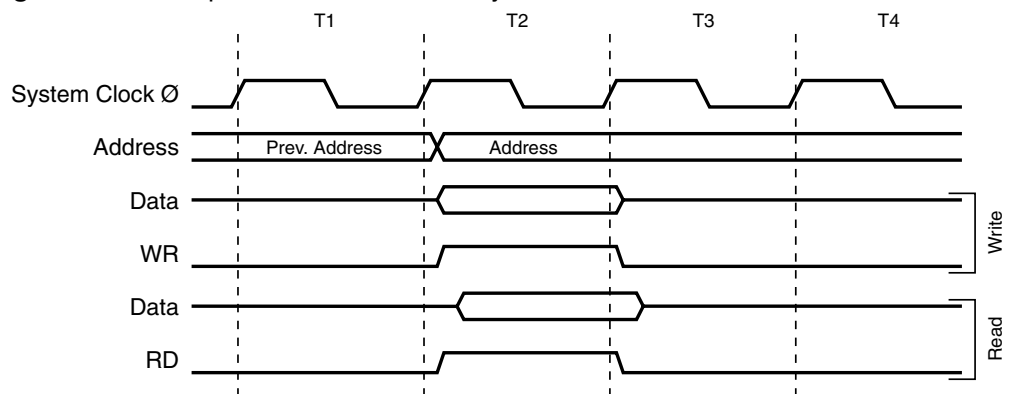 T1 T2 T3 T4
System Clock Ø
Address Prev. Address Address
Data
WR
Write
Data
RD
Read